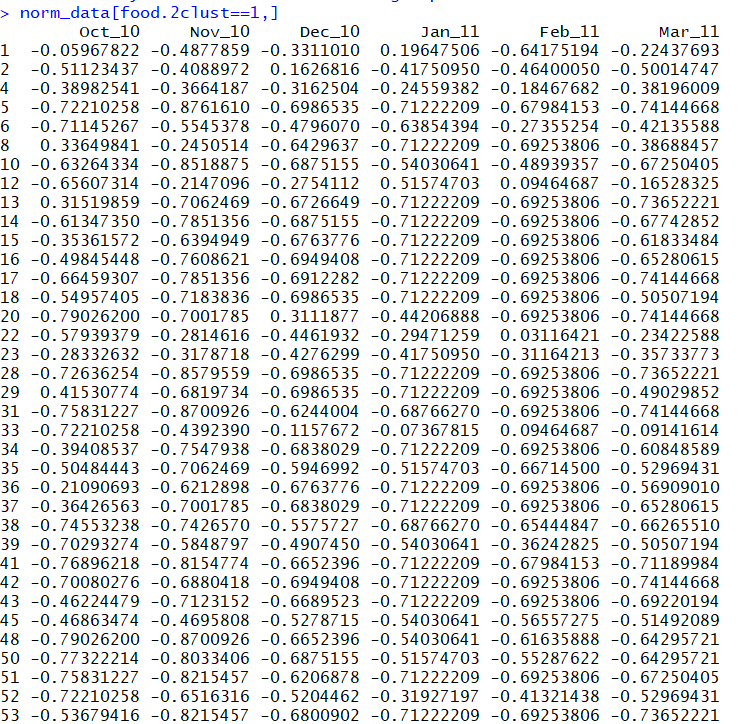 > norm_data[food.2clust==1,]
Oct_10 Nov_10 Dec_10 Jan_11 Feb_11 Mar_11
1 -0.05967822 -0.4877859 -0.3311010 0.19647506 -0.64175194 -0.22437693
2 -0.51123437 -0.4088972 0.1626816 -0.41750950 -0.46400050 -0.50014747
4 -0.38982541 -0.3664187 -0.3162504 -0.24559382 -0.18467682 -0.38196009
5 -0.72210258 -0.8761610 -0.6986535 -0.71222209 -0.67984153 -0.74144668
6 -0.71145267 -0.5545378 -0.4796070 -0.63854394 -0.27355254 -0.42135588
8 0.33649841 -0.2450514 -0.6429637 -0.71222209 -0.69253806 -0.38688457
10 -0.63264334 -0.8518875 -0.6875155 -0.54030641 -0.48939357 -0.67250405
12 -0.65607314 -0.2147096 -0.2754112 0.51574703 0.09464687 -0.16528325
13 0.31519859 -0.7062469 -0.6726649 -0.71222209 -0.69253806 -0.73652221
14 -0.61347350 -0.7851356 -0.6875155 -0.71222209 -0.69253806 -0.67742852
15 -0.35361572 -0.6394949 -0.6763776 -0.71222209 -0.69253806 -0.61833484
16 -0.49845448 -0.7608621 -0.6949408 -0.71222209 -0.69253806 -0.65280615
17 -0.66459307 -0.7851356 -0.6912282 -0.71222209 -0.69253806 -0.74144668
18 -0.54957405 -0.7183836 -0.6986535 -0.71222209 -0.69253806 -0.50507194
20 -0.79026200 -0.7001785 0.3111877 -0.44206888 -0.69253806 -0.74144668
22 -0.57939379 -0.2814616 -0.4461932 -0.29471259 0.03116421 -0.23422588
23 -0.28332632 -0.3178718 -0.4276299 -0.41750950 -0.31164213 -0.35733773
28 -0.72636254 -0.8579559 -0.6986535 -0.71222209 -0.69253806 -0.73652221
29 0.41530774 -0.6819734 -0.6986535 -0.71222209 -0.69253806 -0.49029852
31 -0.75831227 -0.8700926 -0.6244004 -0.68766270 -0.69253806 -0.74144668
33 -0.72210258 -0.4392390 -0.1157672 -0.07367815 0.09464687 -0.09141614
34 -0.39408537 -0.7547938 -0.6838029 -0.71222209 -0.69253806 -0.60848589
35 -0.50484443 -0.7062469 -0.5946992 -0.51574703 -0.66714500 -0.52969431
36 -0.21090693 -0.6212898 -0.6763776 -0.71222209 -0.69253806 -0.56909010
37 -0.36426563 -0.7001785 -0.6838029 -0.71222209 -0.69253806 -0.65280615
38 -0.74553238 -0.7426570 -0.5575727 -0.68766270 -0.65444847 -0.66265510
39 -0.70293274 -0.5848797 -0.4907450 -0.54030641 -0.36242825 -0.50507194
41 -0.76896218 -0.8154774 -0.6652396 -0.71222209 -0.67984153 -0.71189984
42 -0.70080276 -0.6880418 -0.6949408 -0.71222209 -0.69253806 -0.74144668
43 -0.46224479 -0.7123152 -0.6689523 -0.71222209 -0.69253806 -0.69220194
45 -0.46863474 -0.4695808 -0.5278715 -0.54030641 -0.56557275 -0.51492089
48 -0.79026200 -0.8700926 -0.6652396 -0.54030641 -0.61635888 -0.64295721
50 -0.77322214 -0.8033406 -0.6875155 -0.51574703 -0.55287622 -0.64295721
51 -0.75831227 -0.8215457 -0.6206878 -0.71222209 -0.69253806 -0.67250405
52 -0.72210258 -0.6516316 -0.5204462 -0.31927197 -0.41321438 -0.52969431
53 -0.53679416 -0.8215457 -0.6800902 -0.71222209 -0.69253806 -0.73652221